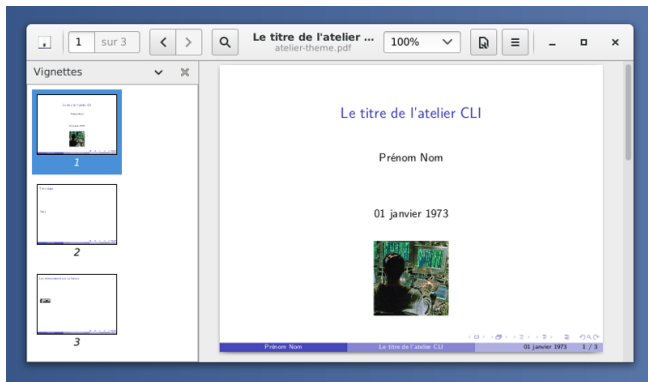 1 sur 3
Le titre de l'atelier ...
atelier-theme.pdf
100%
Vignettes
1
2
3
Le titre de l'atelier CLI
Prénom Nom
01 janvier 1973
Prénom Nom
Le titre de l'atelier CLI
01 janvier 1973
1 / 3